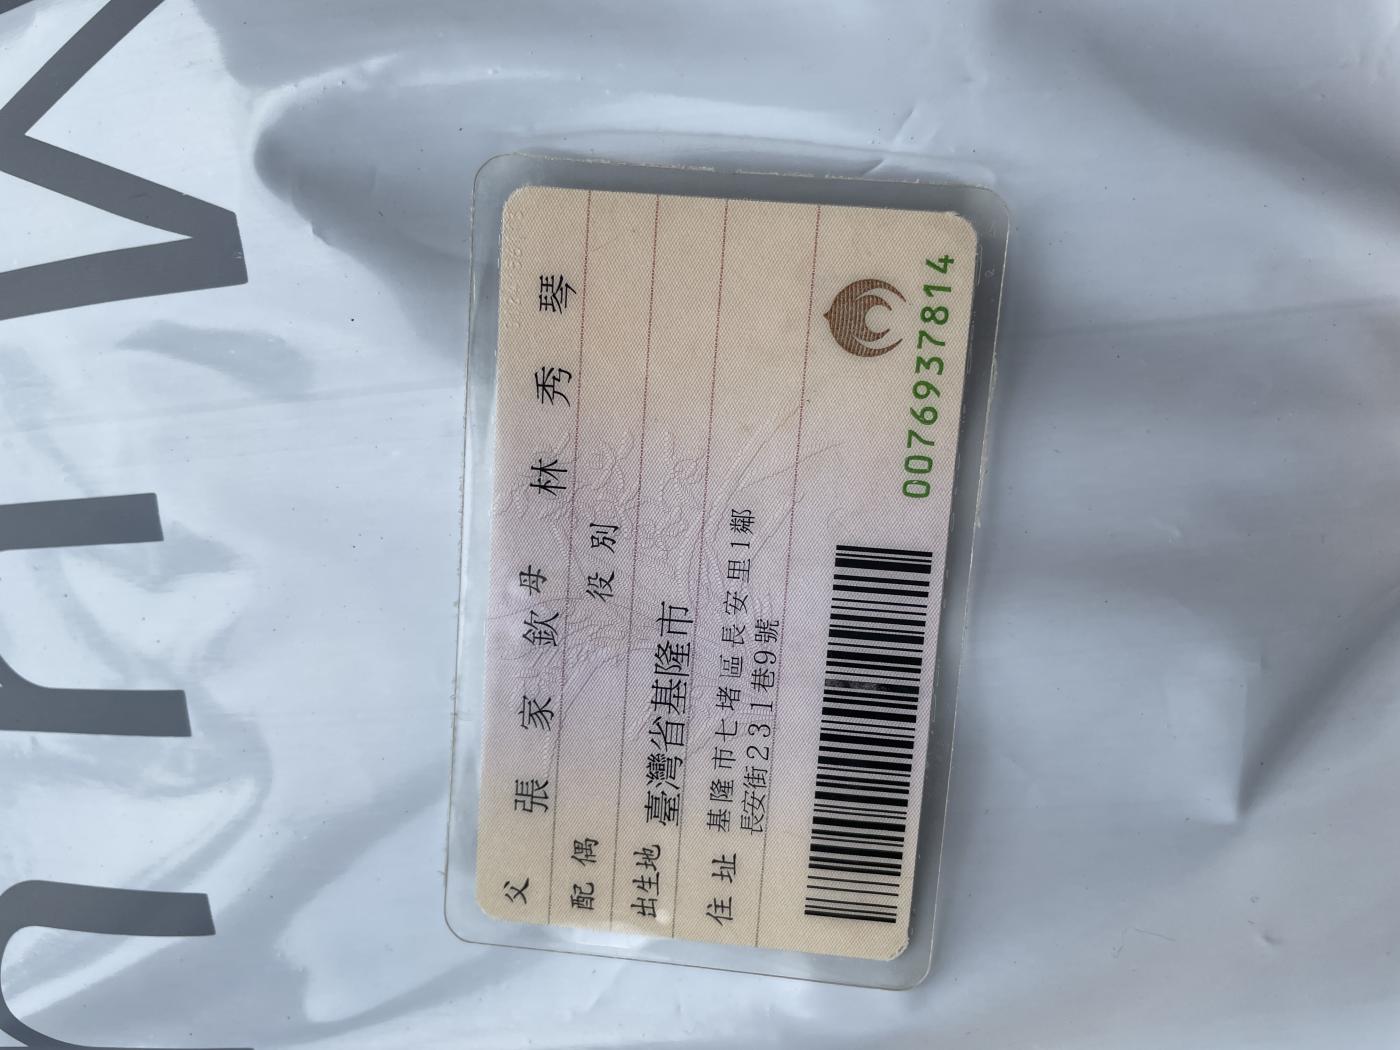 父 張家欽 母 林秀琴
配偶 役別
出生地 臺灣省基隆市
住址 基隆市七堵區長安里1鄰
長安街231巷9號
0076937814